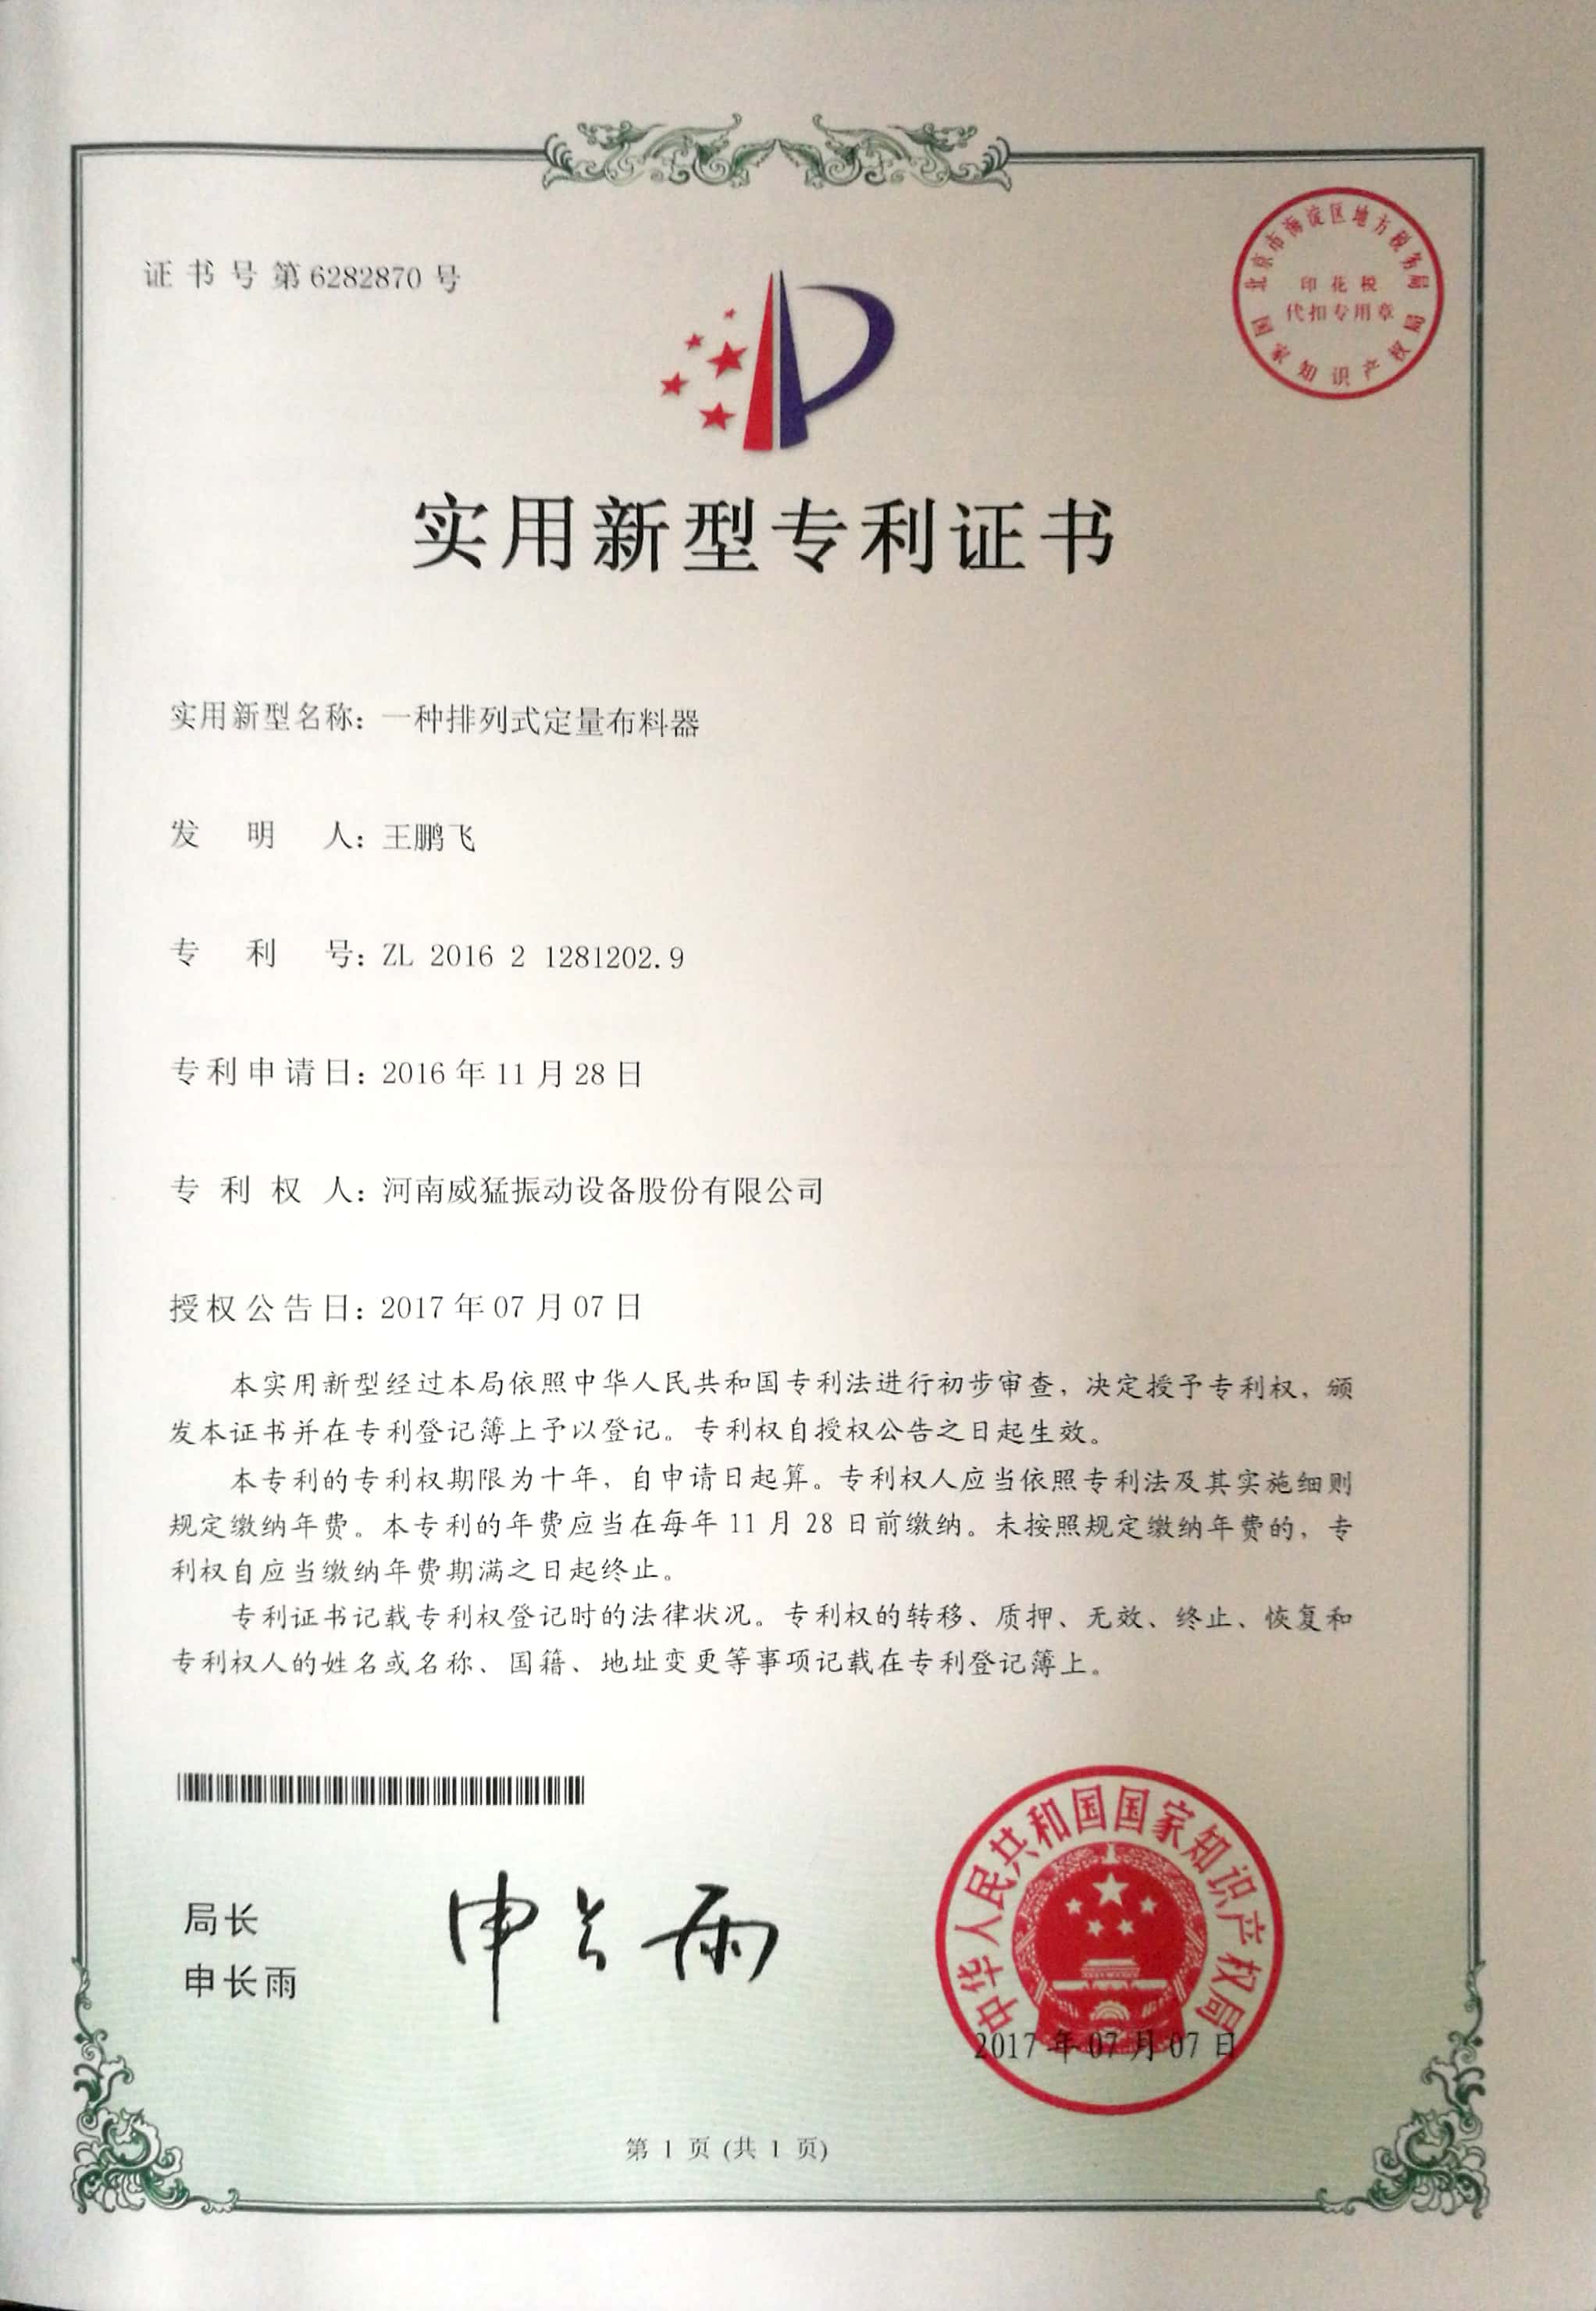 证书号第6282870号
北京市海淀区地方税务局
印花税
代扣专用章
国家知识产权局
实用新型专利证书
实用新型名称：一种排列式定量布料器
发明人：王鹏飞
专利号：ZL 2016 2 1281202.9
专利申请日：2016年11月28日
专利权人：河南威猛振动设备股份有限公司
授权公告日：2017年07月07日
本实用新型经过本局依照中华人民共和国专利法进行初步审查，决定授予专利权，颁
发本证书并在专利登记簿上予以登记。专利权自授权公告之日起生效。
本专利的专利权期限为十年，自申请日起算。专利权人应当依照专利法及其实施细则
规定缴纳年费。本专利的年费应当在每年11月28日前缴纳。未按照规定缴纳年费的，专
利权自应当缴纳年费期满之日起终止。
专利证书记载专利权登记时的法律状况。专利权的转移、质押、无效、终止、恢复和
专利权人的姓名或名称、国籍、地址变更等事项记载在专利登记簿上。
局长
申长雨
申长雨
中华人民共和国国家知识产权局
2017年07月07日
第1页(共1页)